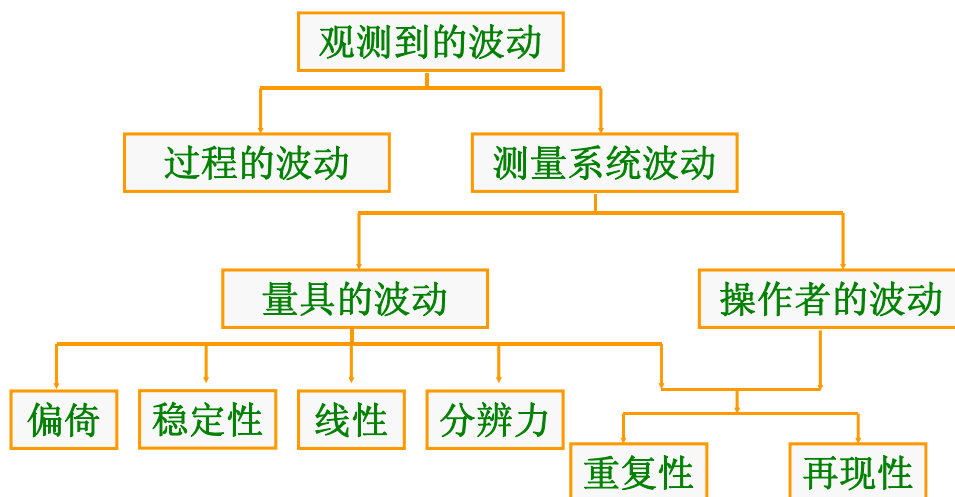 观测到的波动
过程的波动
测量系统波动
量具的波动
操作者的波动
偏倚
稳定性
线性
分辨力
重复性
再现性